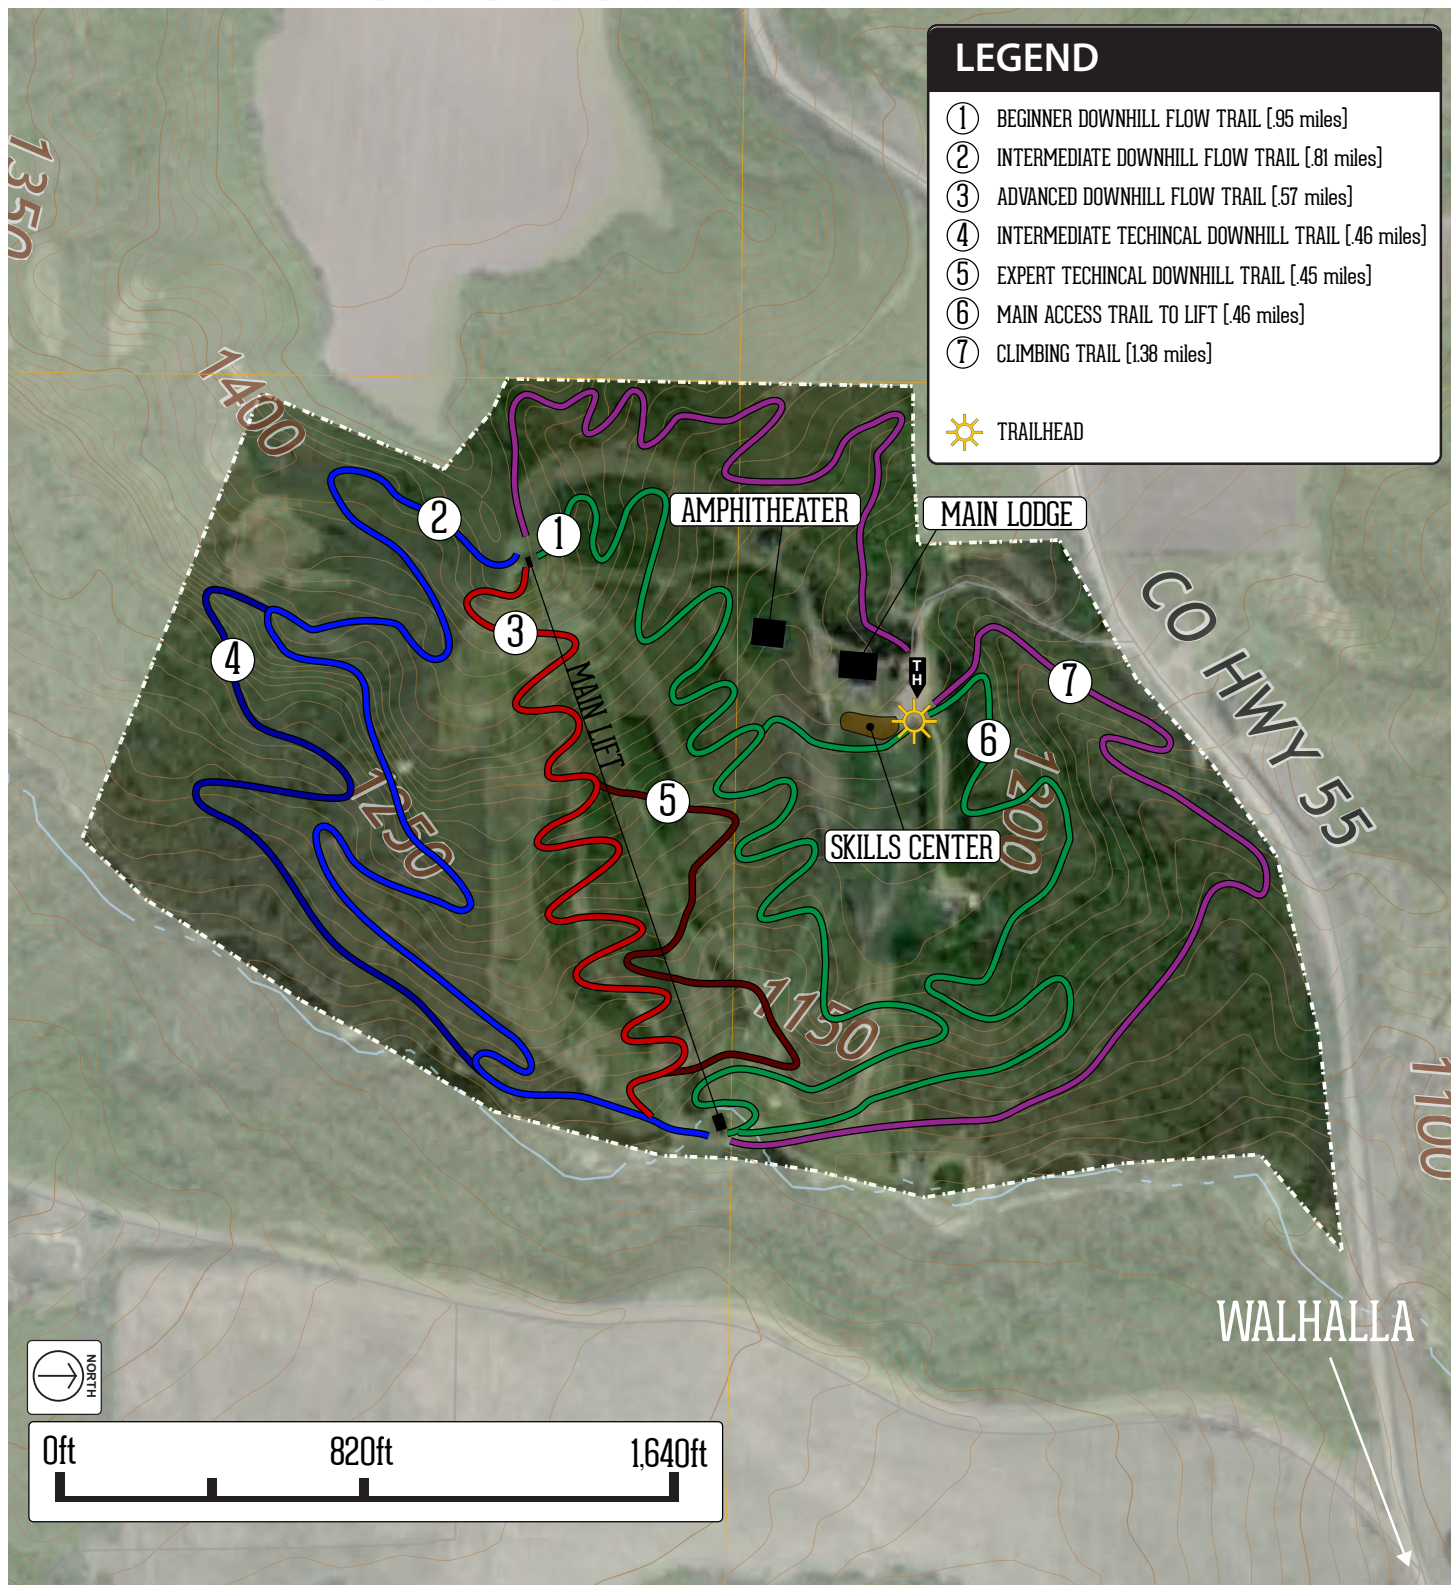 LEGEND
1 BEGINNER DOWNHILL FLOW TRAIL [.95 miles]
2 INTERMEDIATE DOWNHILL FLOW TRAIL [.81 miles]
3 ADVANCED DOWNHILL FLOW TRAIL [.57 miles]
4 INTERMEDIATE TECHINCAL DOWNHILL TRAIL [.46 miles]
5 EXPERT TECHINCAL DOWNHILL TRAIL [.45 miles]
6 MAIN ACCESS TRAIL TO LIFT [.46 miles]
7 CLIMBING TRAIL [1.38 miles]
TRAILHEAD
1350
1400
AMPHITHEATER
MAIN LODGE
2
1
3
4
MAIN LIFT
TH
7
6
5
CO HWY 55
1250
1200
SKILLS CENTER
1150
1100
WALHALLA
NORTH
0ft 820ft 1,640ft